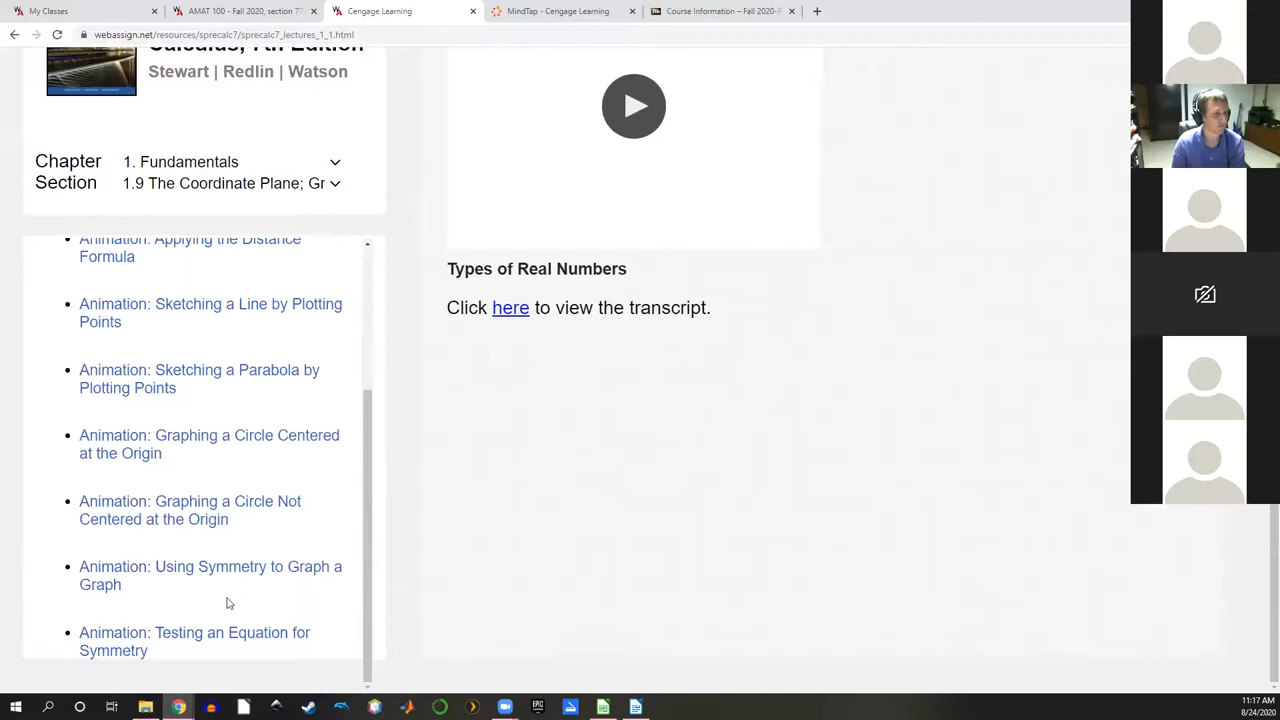 My Classes
AMAT 100 - Fall 2020, section 77
Cengage Learning
MindTap - Cengage Learning
Course Information – Fall 2020-
webassign.net/resources/sprecalc7/sprecalc7_lectures_1_1.html
Calculus, 7th Edition
Stewart | Redlin | Watson
Chapter 1. Fundamentals
Section 1.9 The Coordinate Plane; Gr
Animation: Applying the Distance
Formula
Animation: Sketching a Line by Plotting
Points
Animation: Sketching a Parabola by
Plotting Points
Animation: Graphing a Circle Centered
at the Origin
Animation: Graphing a Circle Not
Centered at the Origin
Animation: Using Symmetry to Graph a
Graph
Animation: Testing an Equation for
Symmetry
Types of Real Numbers
Click here to view the transcript.
EPIC
11:17 AM
8/24/2020